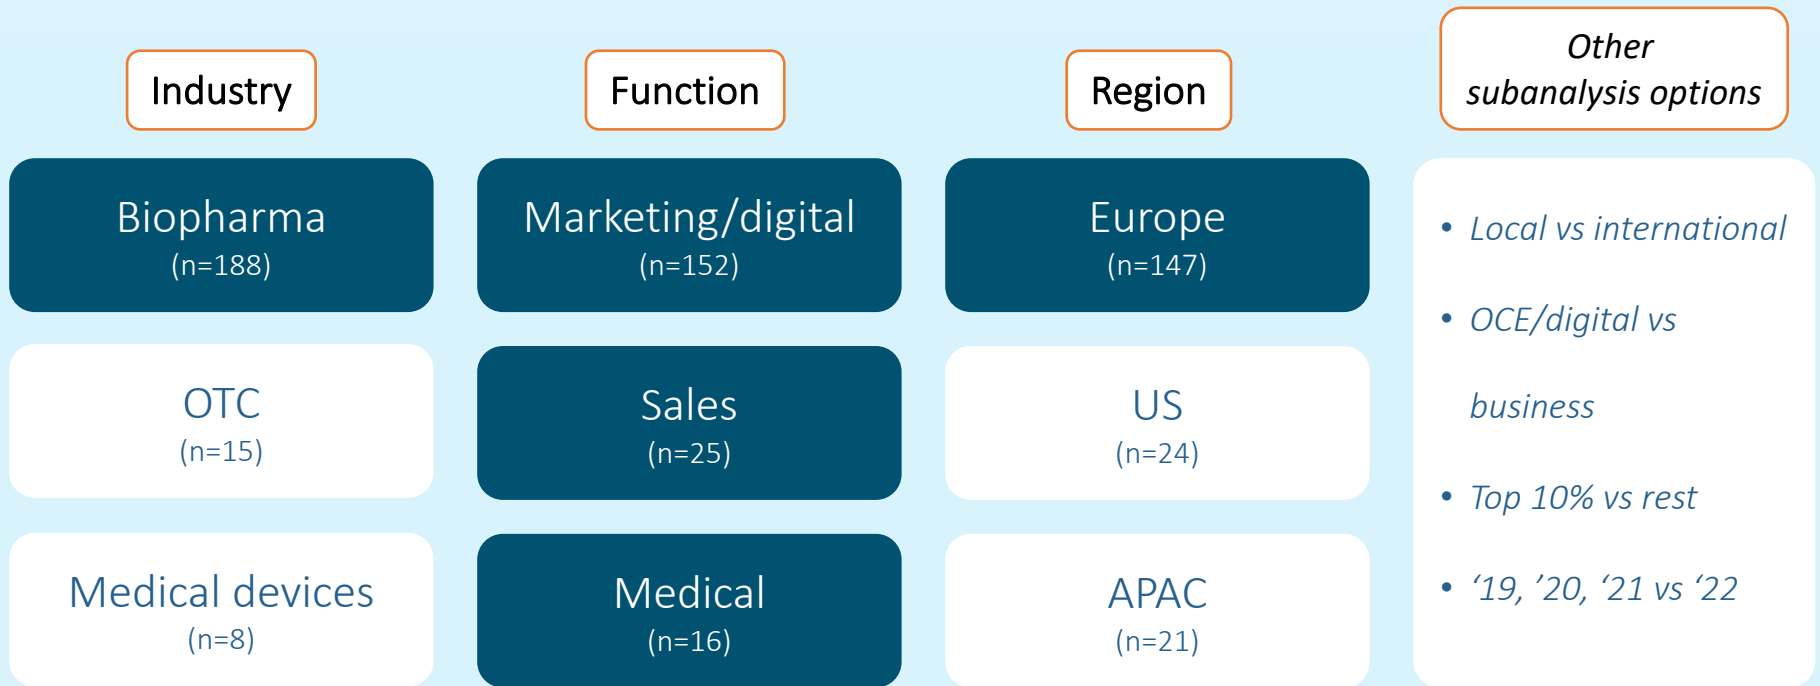 Industry
Biopharma
(n=188)
OTC
(n=15)
Medical devices
(n=8)
Function
Marketing/digital
(n=152)
Sales
(n=25)
Medical
(n=16)
Region
Europe
(n=147)
US
(n=24)
APAC
(n=21)
Other
subanalysis options
• Local vs international
• OCE/digital vs
business
• Top 10% vs rest
• ‘19, ’20, ‘21 vs ‘22